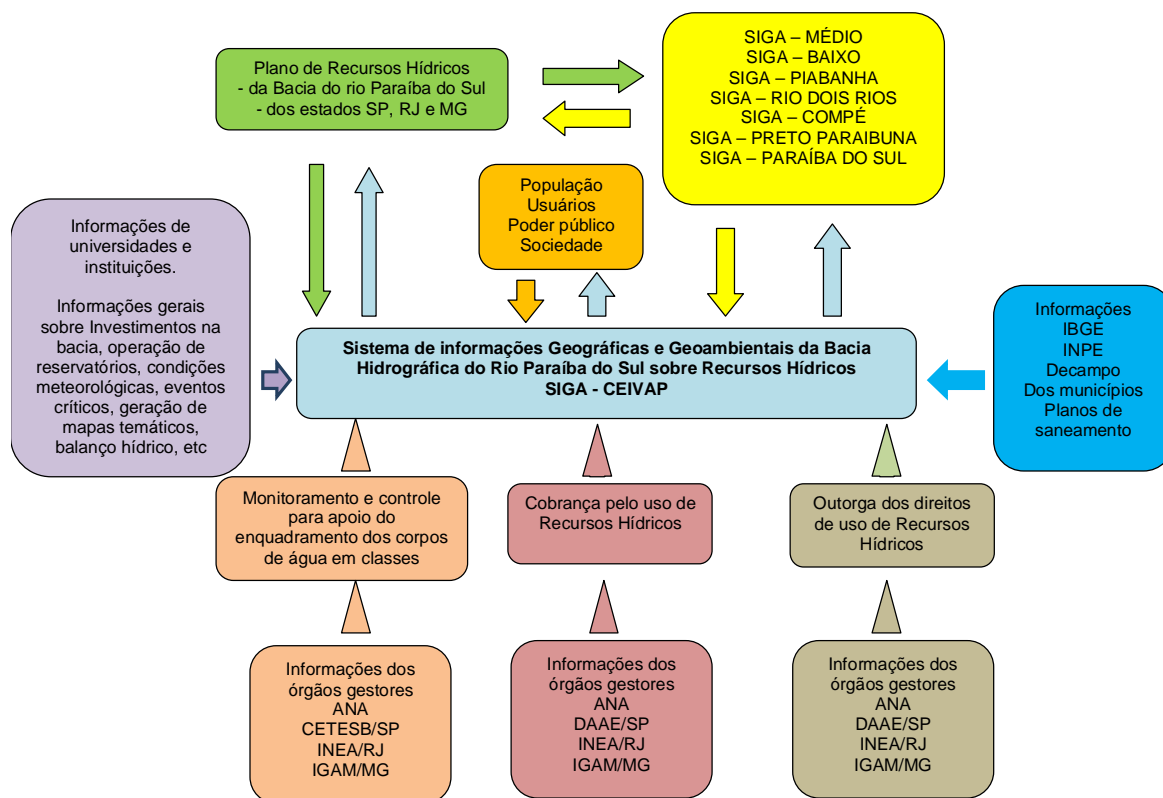 Plano de Recursos Hídricos
- da Bacia do rio Paraíba do Sul
- dos estados SP, RJ e MG
SIGA – MÉDIO
SIGA – BAIXO
SIGA – PIABANHA
SIGA – RIO DOIS RIOS
SIGA – COMPÉ
SIGA – PRETO PARAIBUNA
SIGA – PARAÍBA DO SUL
População
Usuários
Poder público
Sociedade
Informações de
universidades e
instituições.
Informações gerais
sobre Investimentos na
bacia, operação de
reservatórios, condições
meteorológicas, eventos
críticos, geração de
mapas temáticos,
balanço hídrico, etc
Sistema de informações Geográficas e Geoambientais da Bacia
Hidrográfica do Rio Paraíba do Sul sobre Recursos Hídricos
SIGA - CEIVAP
Informações
IBGE
INPE
Decampo
Dos municípios
Planos de
saneamento
Monitoramento e controle
para apoio do
enquadramento dos corpos
de água em classes
Cobrança pelo uso de
Recursos Hídricos
Outorga dos direitos
de uso de Recursos
Hídricos
Informações dos
órgãos gestores
ANA
CETESB/SP
INEA/RJ
IGAM/MG
Informações dos
órgãos gestores
ANA
DAAE/SP
INEA/RJ
IGAM/MG
Informações dos
órgãos gestores
ANA
DAAE/SP
INEA/RJ
IGAM/MG